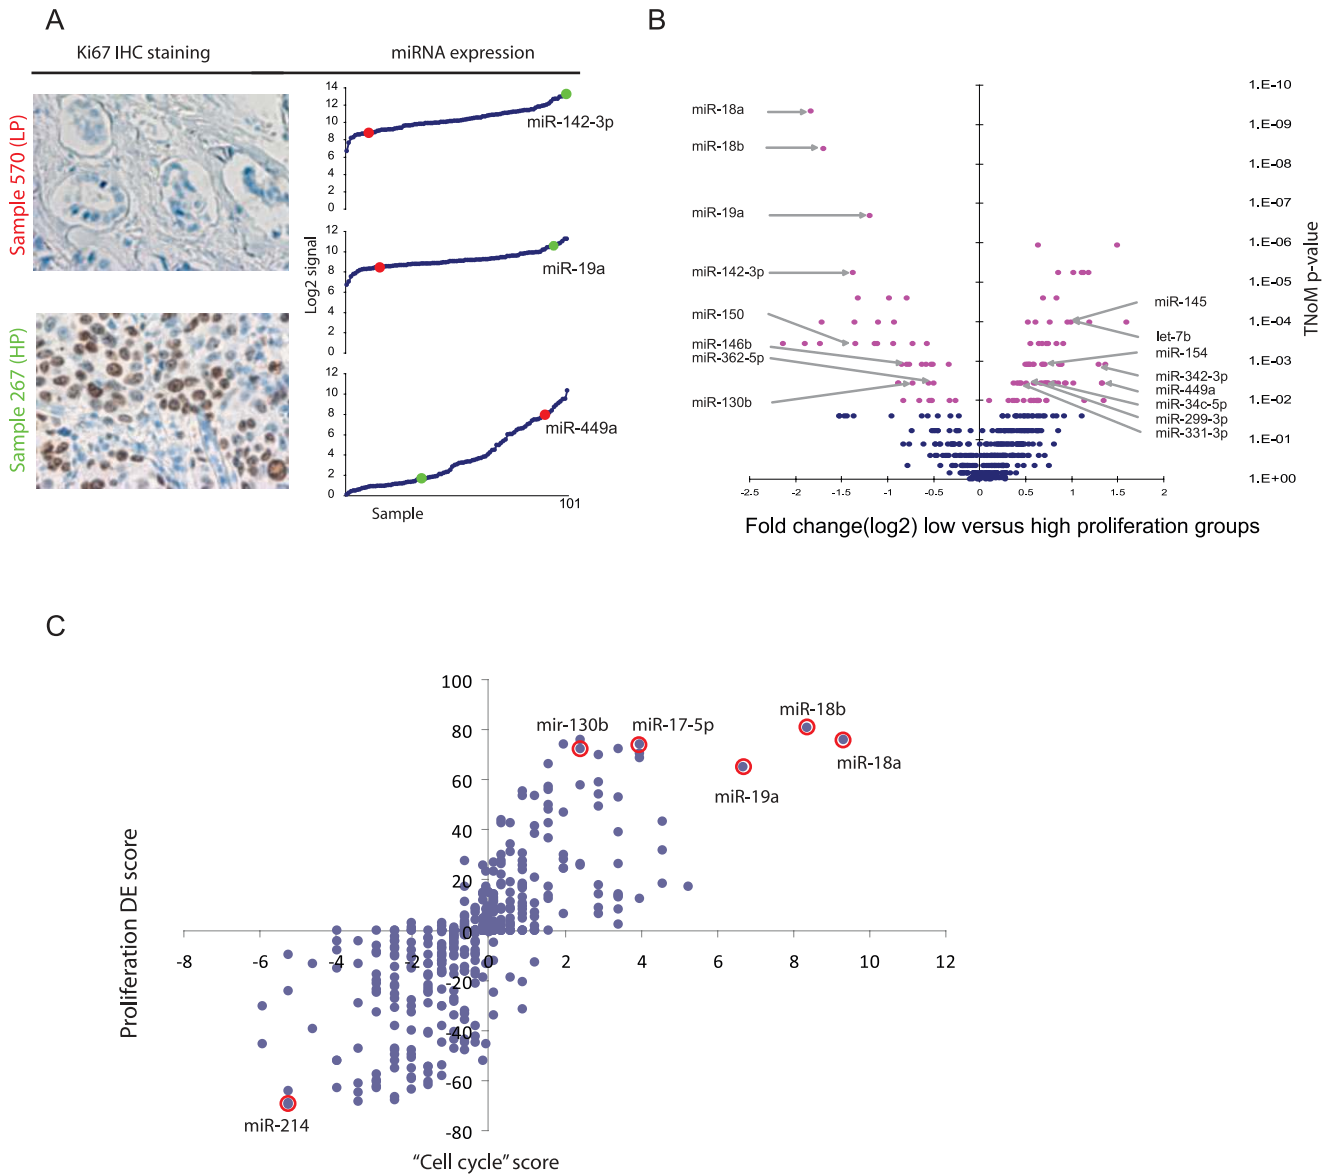 A
Ki67 IHC staining
miRNA expression
Sample 570 (LP)
Sample 267 (HP)
Log2 signal
14
12
10
8
6
4
2
0
miR-142-3p
12
10
8
6
4
2
0
miR-19a
14
12
10
8
6
4
2
0
miR-449a
Sample
101
B
miR-18a
miR-18b
miR-19a
miR-142-3p
miR-150
miR-146b
miR-362-5p
miR-130b
miR-145
let-7b
miR-154
miR-342-3p
miR-449a
miR-34c-5p
miR-299-3p
miR-331-3p
1.E-10
1.E-09
1.E-08
1.E-07
1.E-06
1.E-05
1.E-04
1.E-03
1.E-02
1.E-01
1.E+00
TNoM p-value
-2.5 -2 -1.5 -1 -0.5 0 0.5 1 1.5 2
Fold change(log2) low versus high proliferation groups
C
Proliferation DE score
100
80
60
40
20
0
-20
-40
-60
-80
-8 -6 -4 -2 0 2 4 6 8 10 12
mir-130b
miR-17-5p
miR-18b
miR-18a
miR-19a
miR-214
"Cell cycle" score